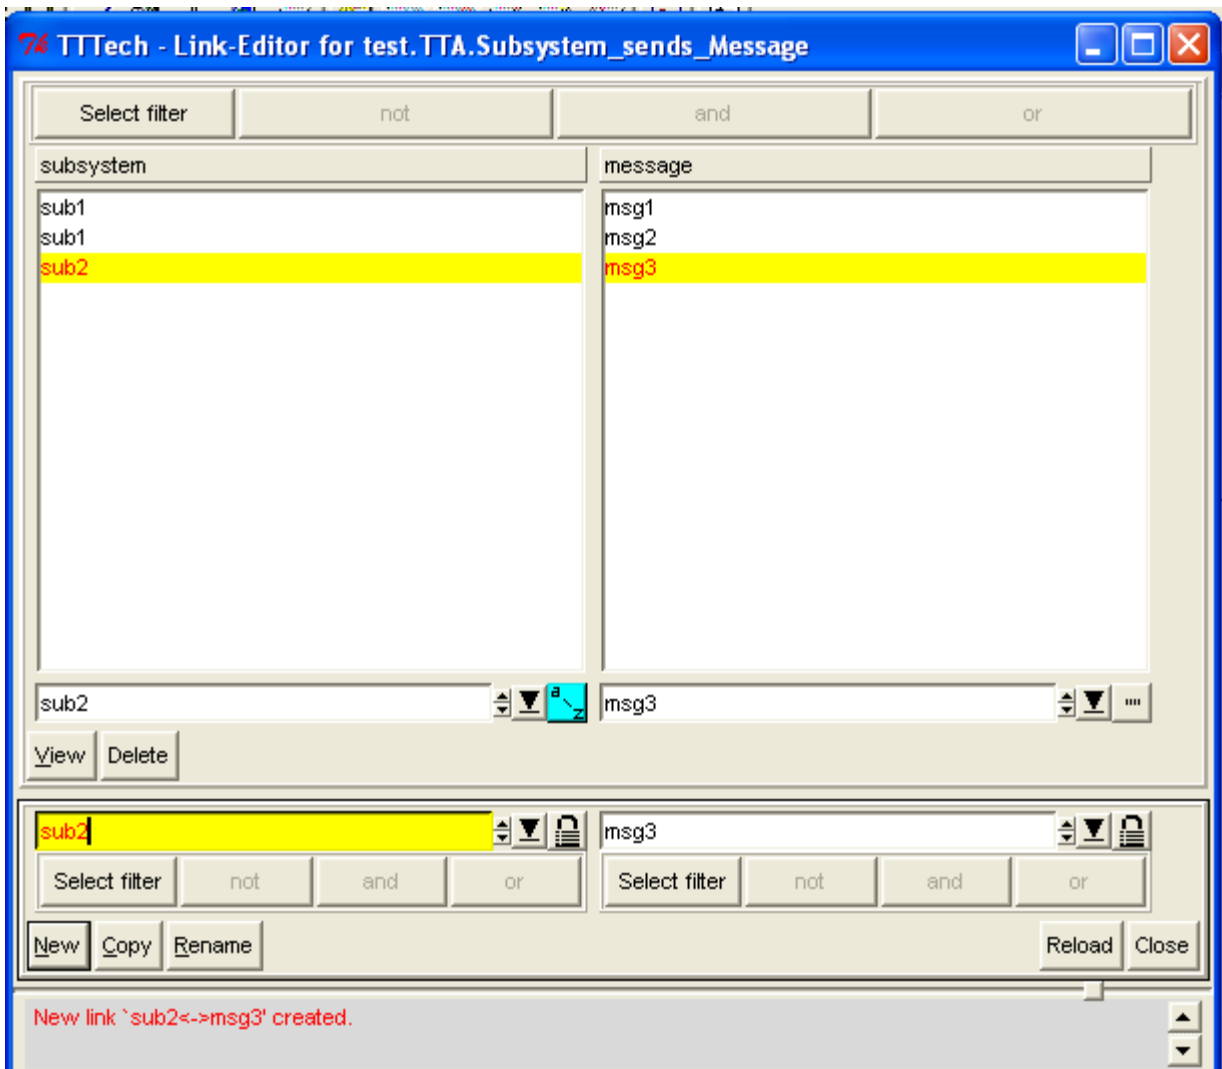 TTTech - Link-Editor for test.TTA.Subsystem_sends_Message
Select filter not and or
subsystem message
sub1 msg1
sub1 msg2
sub2 msg3
sub2 a z msg3 ""
View Delete
sub2 msg3
Select filter not and or Select filter not and or
New Copy Rename Reload Close
New link `sub2<->msg3' created.